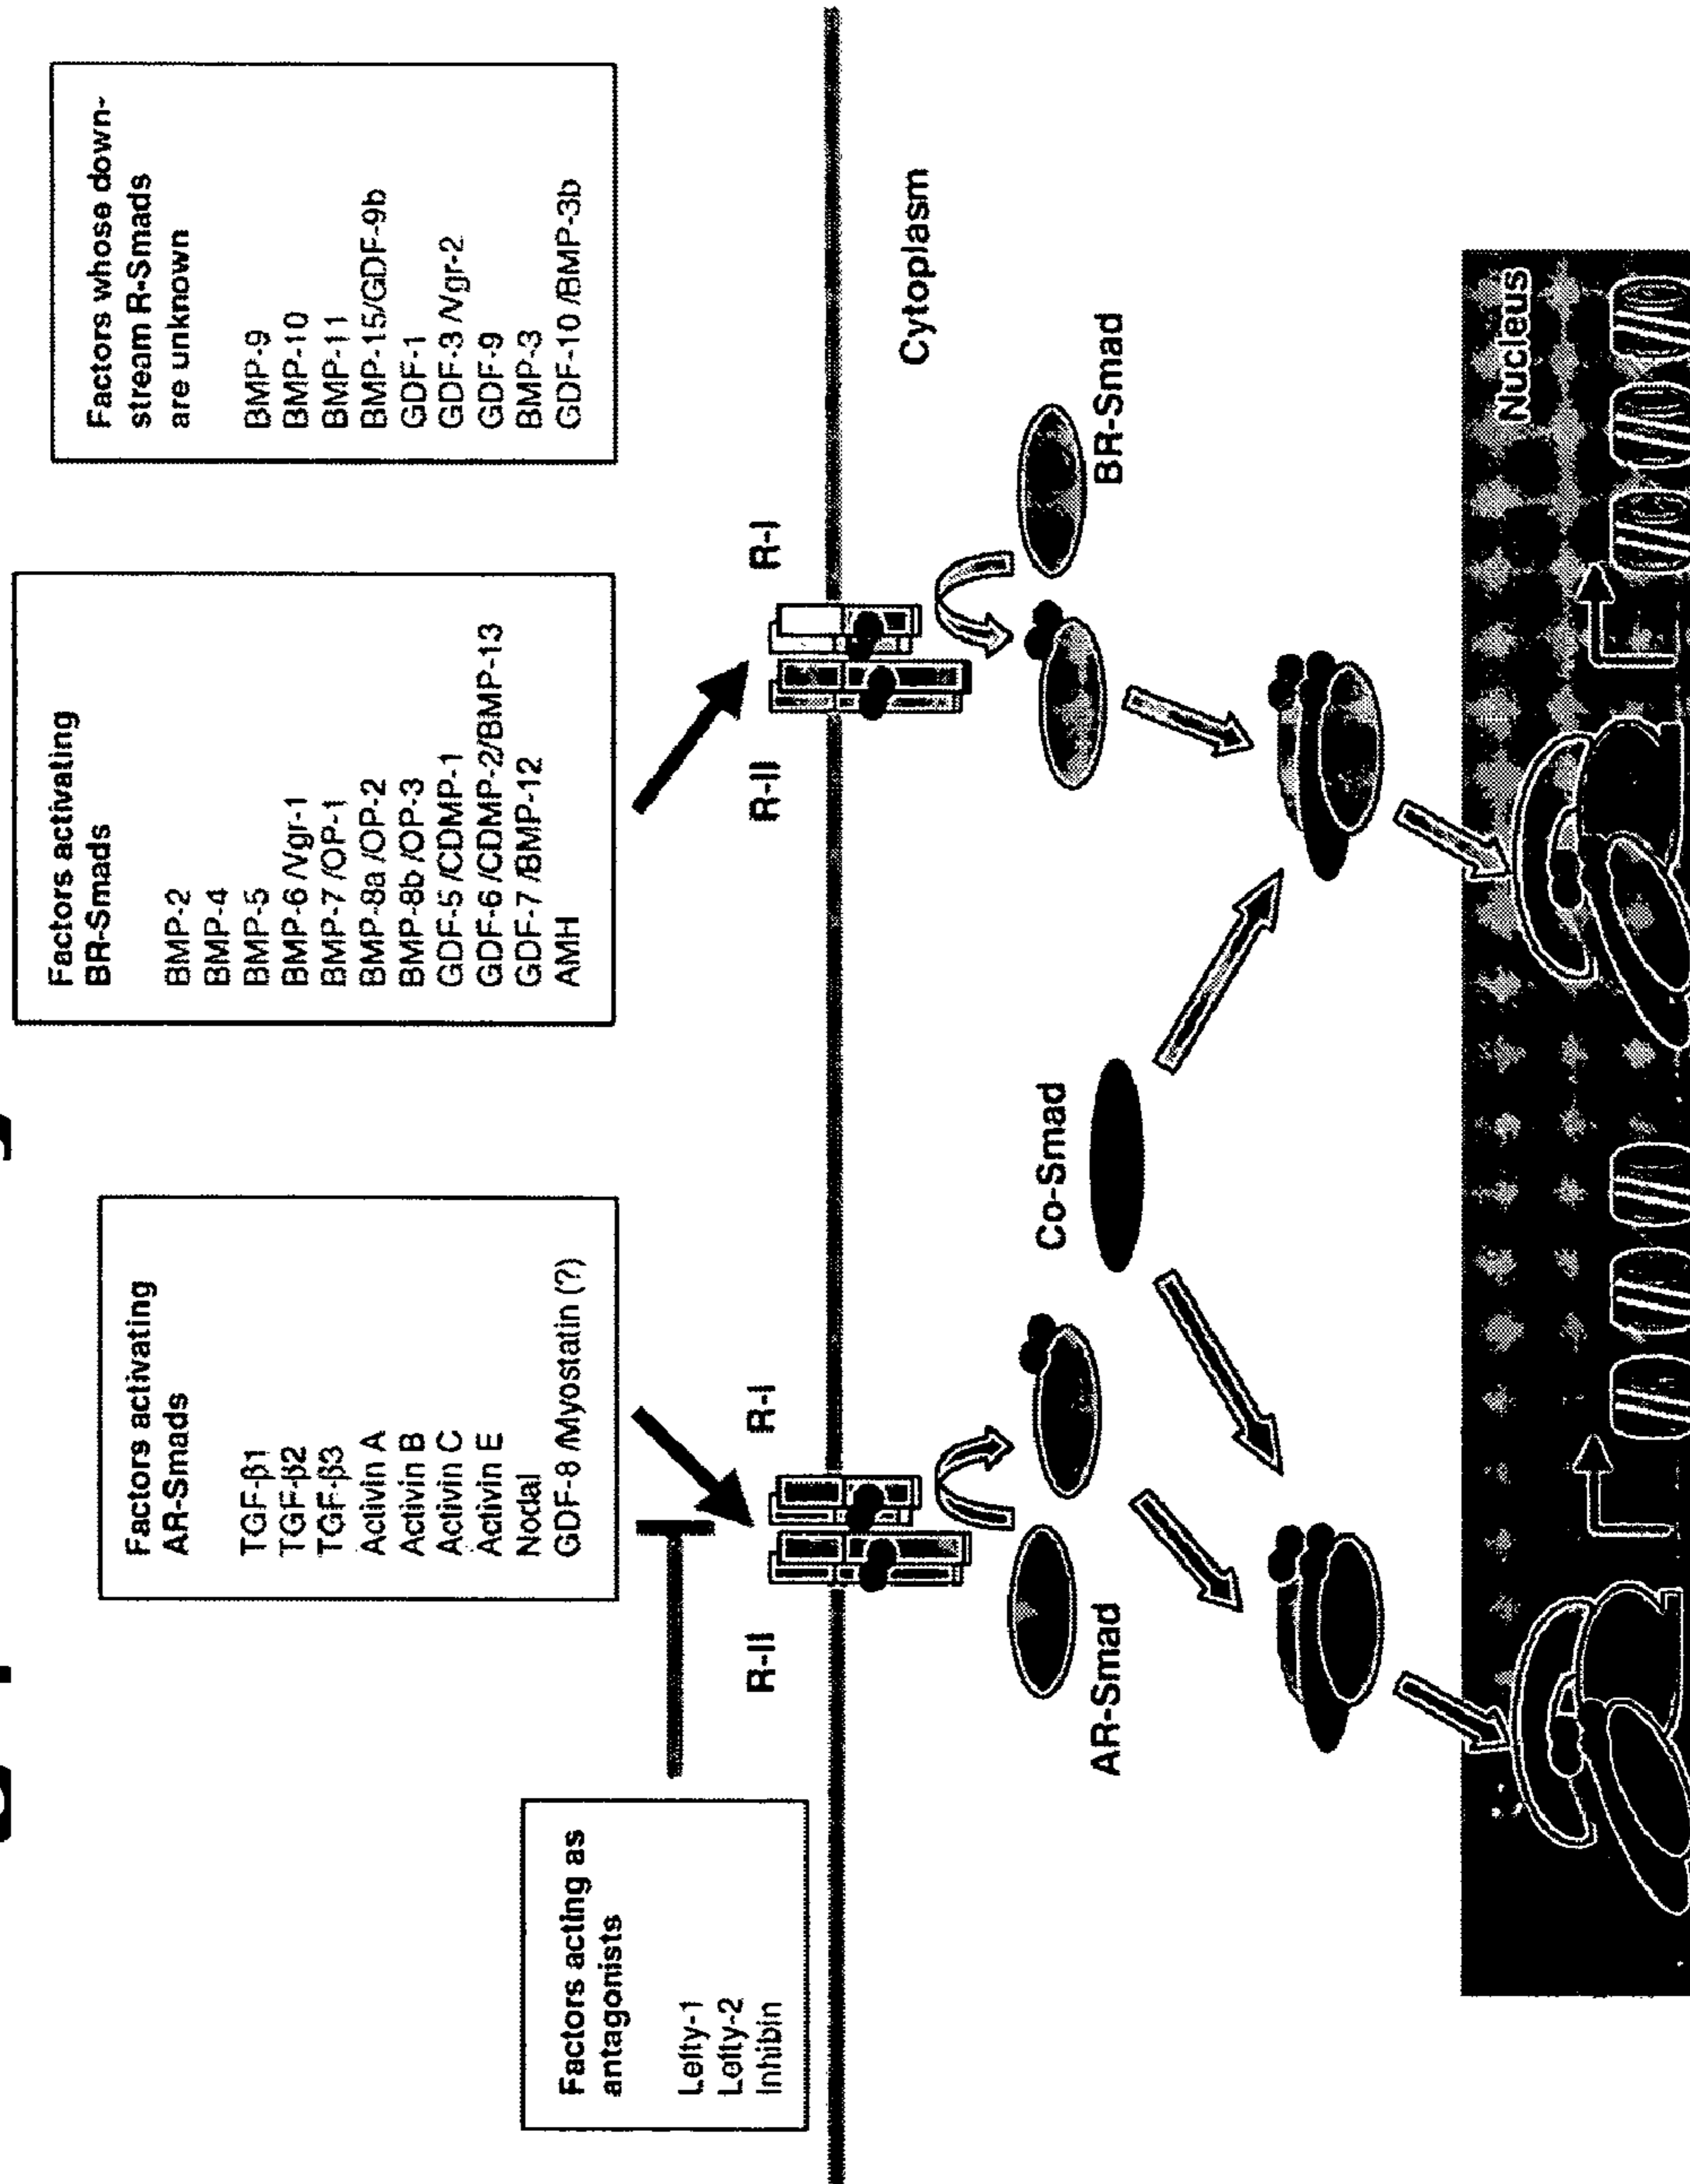 Factors acting as
antagonists
Lefty-1
Lefty-2
Inhibin
Factors activating
AR-Smads
TGF-β1
TGF-β2
TGF-β3
Activin A
Activin B
Activin C
Activin E
Nodal
GDF-8 /Myostatin (?)
Factors activating
BR-Smads
BMP-2
BMP-4
BMP-5
BMP-6 /Vgr-1
BMP-7 /OP-1
BMP-8a /OP-2
BMP-8b /OP-3
GDF-5 /CDMP-1
GDF-6 /CDMP-2/BMP-13
GDF-7 /BMP-12
AMH
Factors whose down-
stream R-Smads
are unknown
BMP-9
BMP-10
BMP-11
BMP-15/GDF-9b
GDF-1
GDF-3 /Vgr-2
GDF-9
BMP-3
GDF-10 /BMP-3b
R-II
R-I
R-II
R-I
Cytoplasm
AR-Smad
Co-Smad
BR-Smad
Nucleus